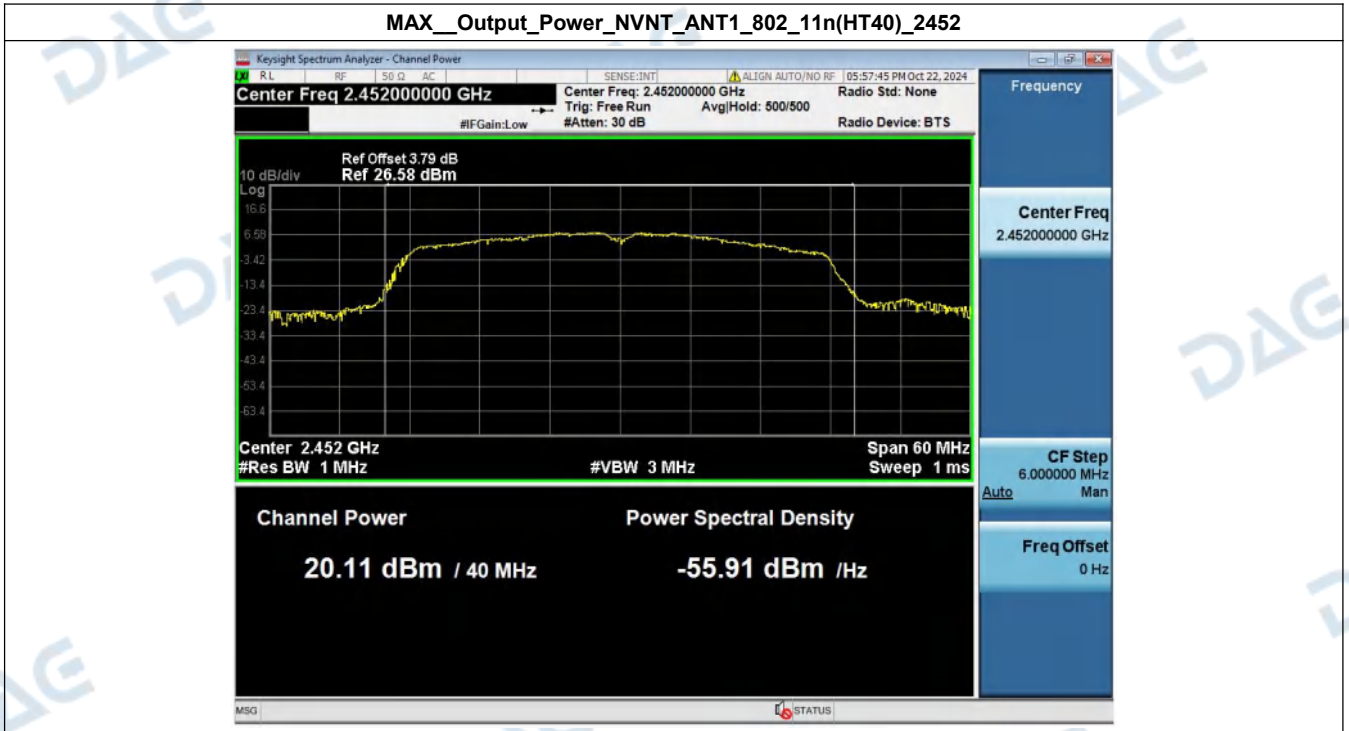 MAX__Output_Power_NVNT_ANT1_802_11n(HT40)_2452
Keysight Spectrum Analyzer - Channel Power
LXI RL RF 50 Ω AC SENSE:INT ALIGN AUTO/NO RF 05:57:45 PM Oct 22, 2024
Center Freq 2.452000000 GHz
Center Freq: 2.452000000 GHz Radio Std: None
Trig: Free Run Avg|Hold: 500/500
#IFGain:Low #Atten: 30 dB Radio Device: BTS
Frequency
Ref Offset 3.79 dB
10 dB/div Ref 26.58 dBm
Log
16.6
6.58
-3.42
-13.4
-23.4
-33.4
-43.4
-53.4
-63.4
Center 2.452 GHz Span 60 MHz
#Res BW 1 MHz #VBW 3 MHz Sweep 1 ms
Center Freq
2.452000000 GHz
CF Step
6.000000 MHz
Auto Man
Freq Offset
0 Hz
Channel Power Power Spectral Density
20.11 dBm / 40 MHz -55.91 dBm /Hz
MSG STATUS
DAG
DAG
DAG